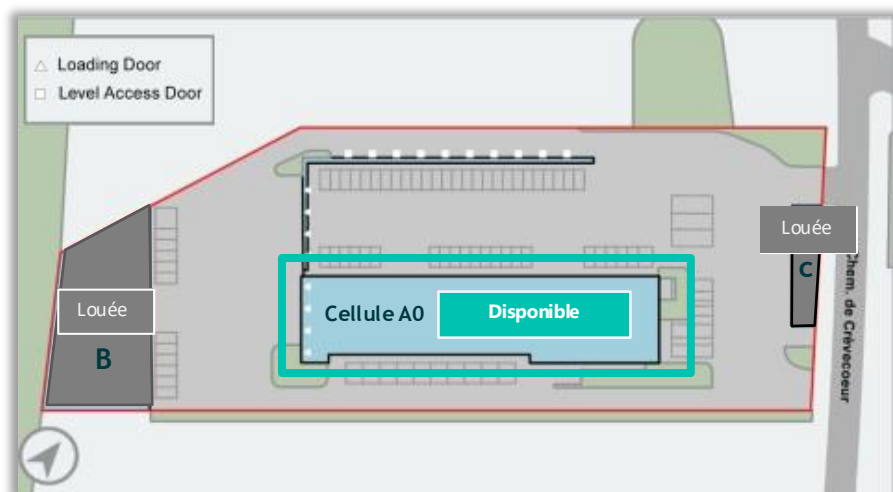 △ Loading Door
□ Level Access Door
Louée
C
Chem. de Crèvecoeur
Cellule A0
Disponible
Louée
B